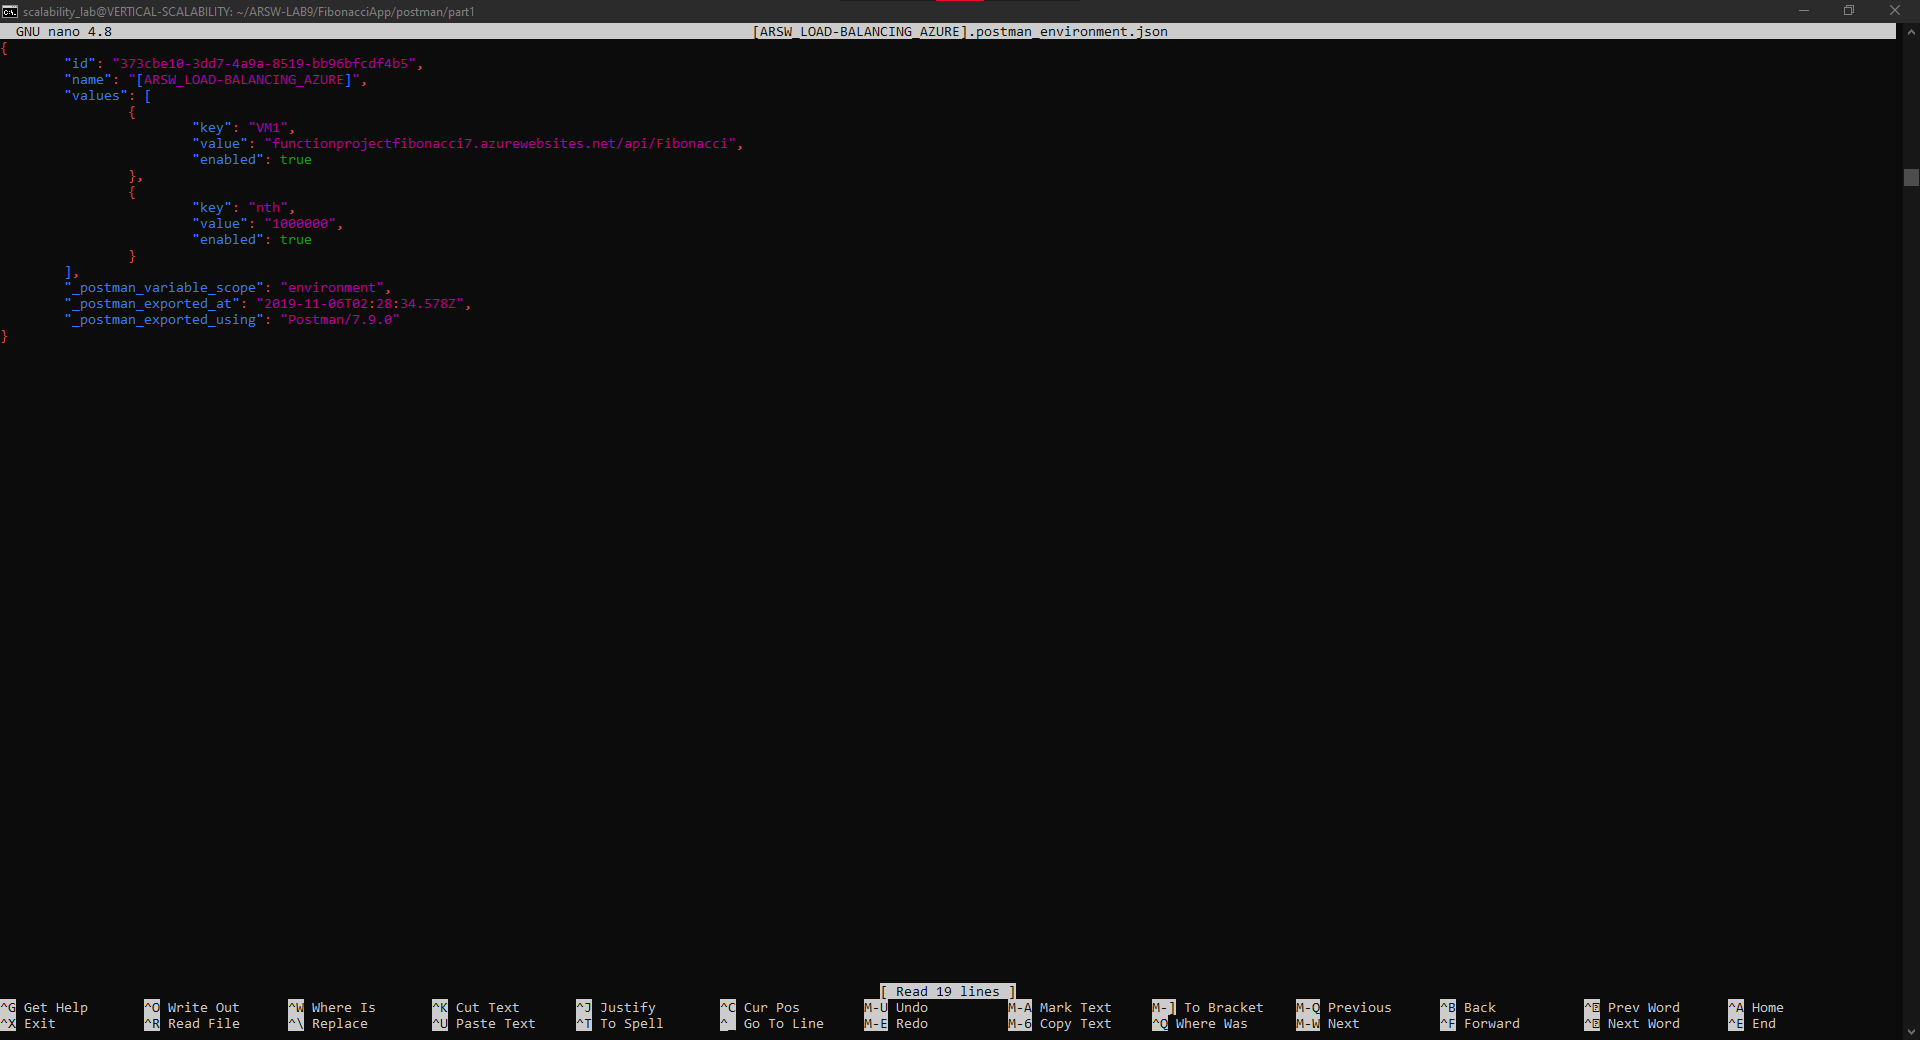 scalability_lab@VERTICAL-SCALABILITY: ~/ARSW-LAB9/FibonacciApp/postman/part1
GNU nano 4.8 [ARSW_LOAD-BALANCING_AZURE].postman_environment.json
{
"id": "373cbe10-3dd7-4a9a-8519-bb96bfcdf4b5",
"name": "[ARSW_LOAD-BALANCING_AZURE]",
"values": [
{
"key": "VM1",
"value": "functionprojectfibonacci7.azurewebsites.net/api/Fibonacci",
"enabled": true
},
{
"key": "nth",
"value": "1000000",
"enabled": true
}
],
"_postman_variable_scope": "environment",
"_postman_exported_at": "2019-11-06T02:28:34.578Z",
"_postman_exported_using": "Postman/7.9.0"
}
[ Read 19 lines ]
^G Get Help ^O Write Out ^W Where Is ^K Cut Text ^J Justify ^C Cur Pos M-U Undo M-A Mark Text M-] To Bracket M-Q Previous ^B Back Prev Word ^A Home
^X Exit ^R Read File ^\ Replace ^U Paste Text ^T To Spell ^_ Go To Line M-E Redo M-6 Copy Text ^Q Where Was M-W Next ^F Forward Next Word ^E End